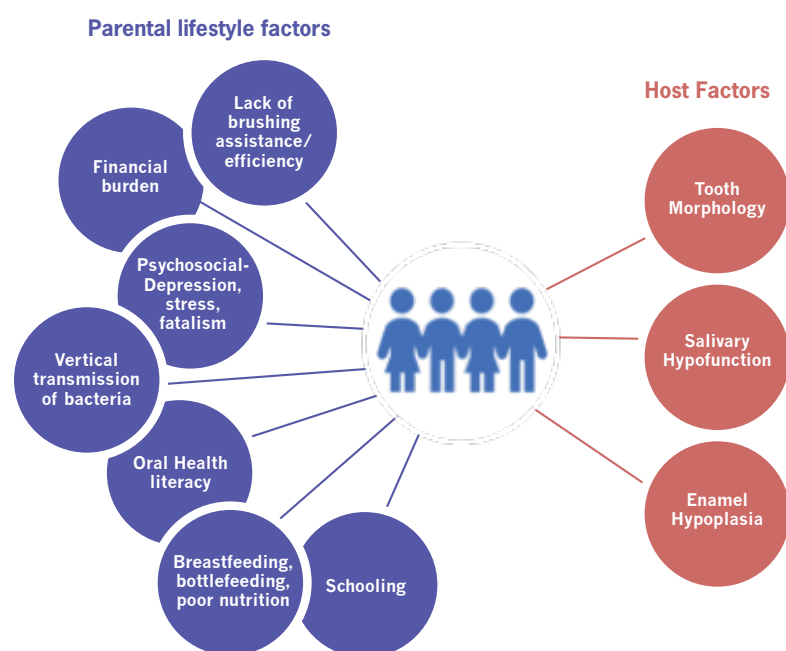 Parental lifestyle factors
Lack of
brushing
assistance/
efficiency
Financial
burden
Psychosocial-
Depression,
stress,
fatalism
Vertical
transmission
of bacteria
Oral Health
literacy
Breastfeeding,
bottlefeeding,
poor nutrition
Schooling
Host Factors
Tooth
Morphology
Salivary
Hypofunction
Enamel
Hypoplasia